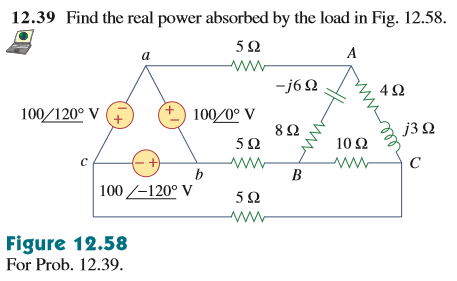 12.39 Find the real power absorbed by the load in Fig. 12.58.
5 Ω
a
A
−j6 Ω
4 Ω
100/120° V
− +
+ −
100/0° V
8 Ω
j3 Ω
5 Ω
10 Ω
c
− +
b
B
C
100 /−120° V
5 Ω
Figure 12.58
For Prob. 12.39.